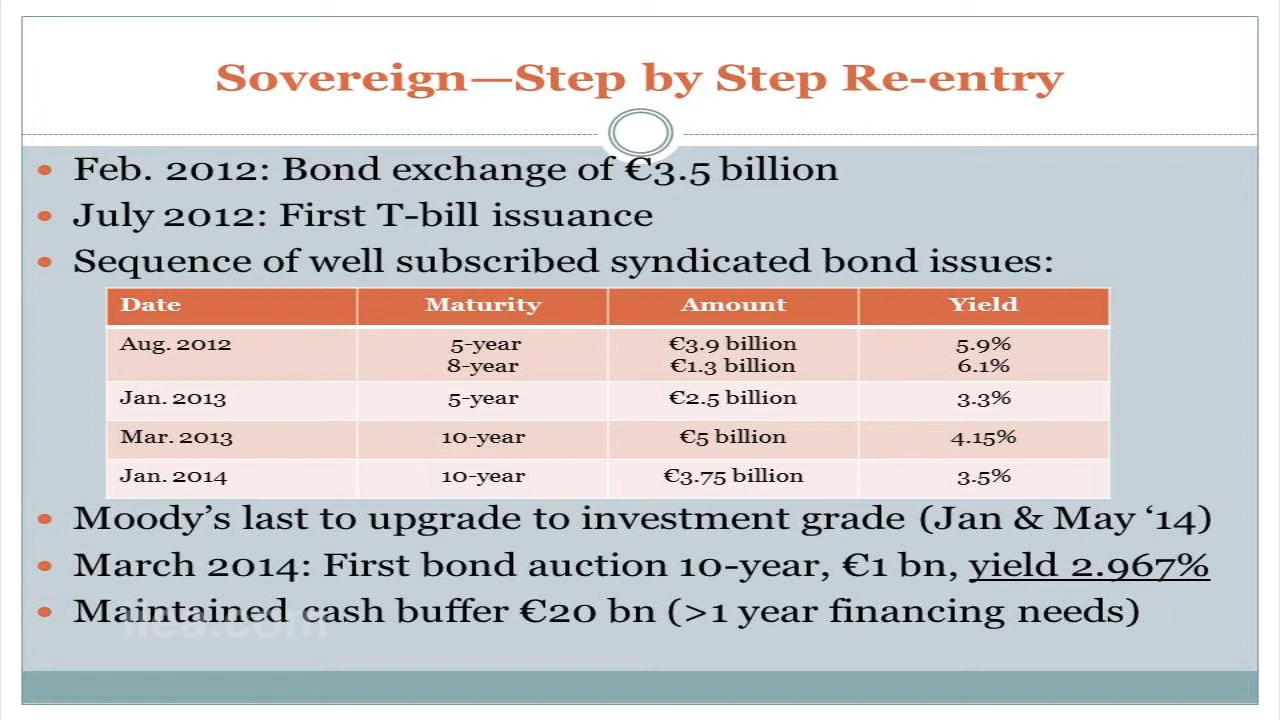 Sovereign—Step by Step Re-entry
• Feb. 2012: Bond exchange of €3.5 billion
• July 2012: First T-bill issuance
• Sequence of well subscribed syndicated bond issues:
Date Maturity Amount Yield
Aug. 2012 5-year €3.9 billion 5.9%
8-year €1.3 billion 6.1%
Jan. 2013 5-year €2.5 billion 3.3%
Mar. 2013 10-year €5 billion 4.15%
Jan. 2014 10-year €3.75 billion 3.5%
• Moody’s last to upgrade to investment grade (Jan & May ‘14)
• March 2014: First bond auction 10-year, €1 bn, yield 2.967%
• Maintained cash buffer €20 bn (>1 year financing needs)
iiea.com